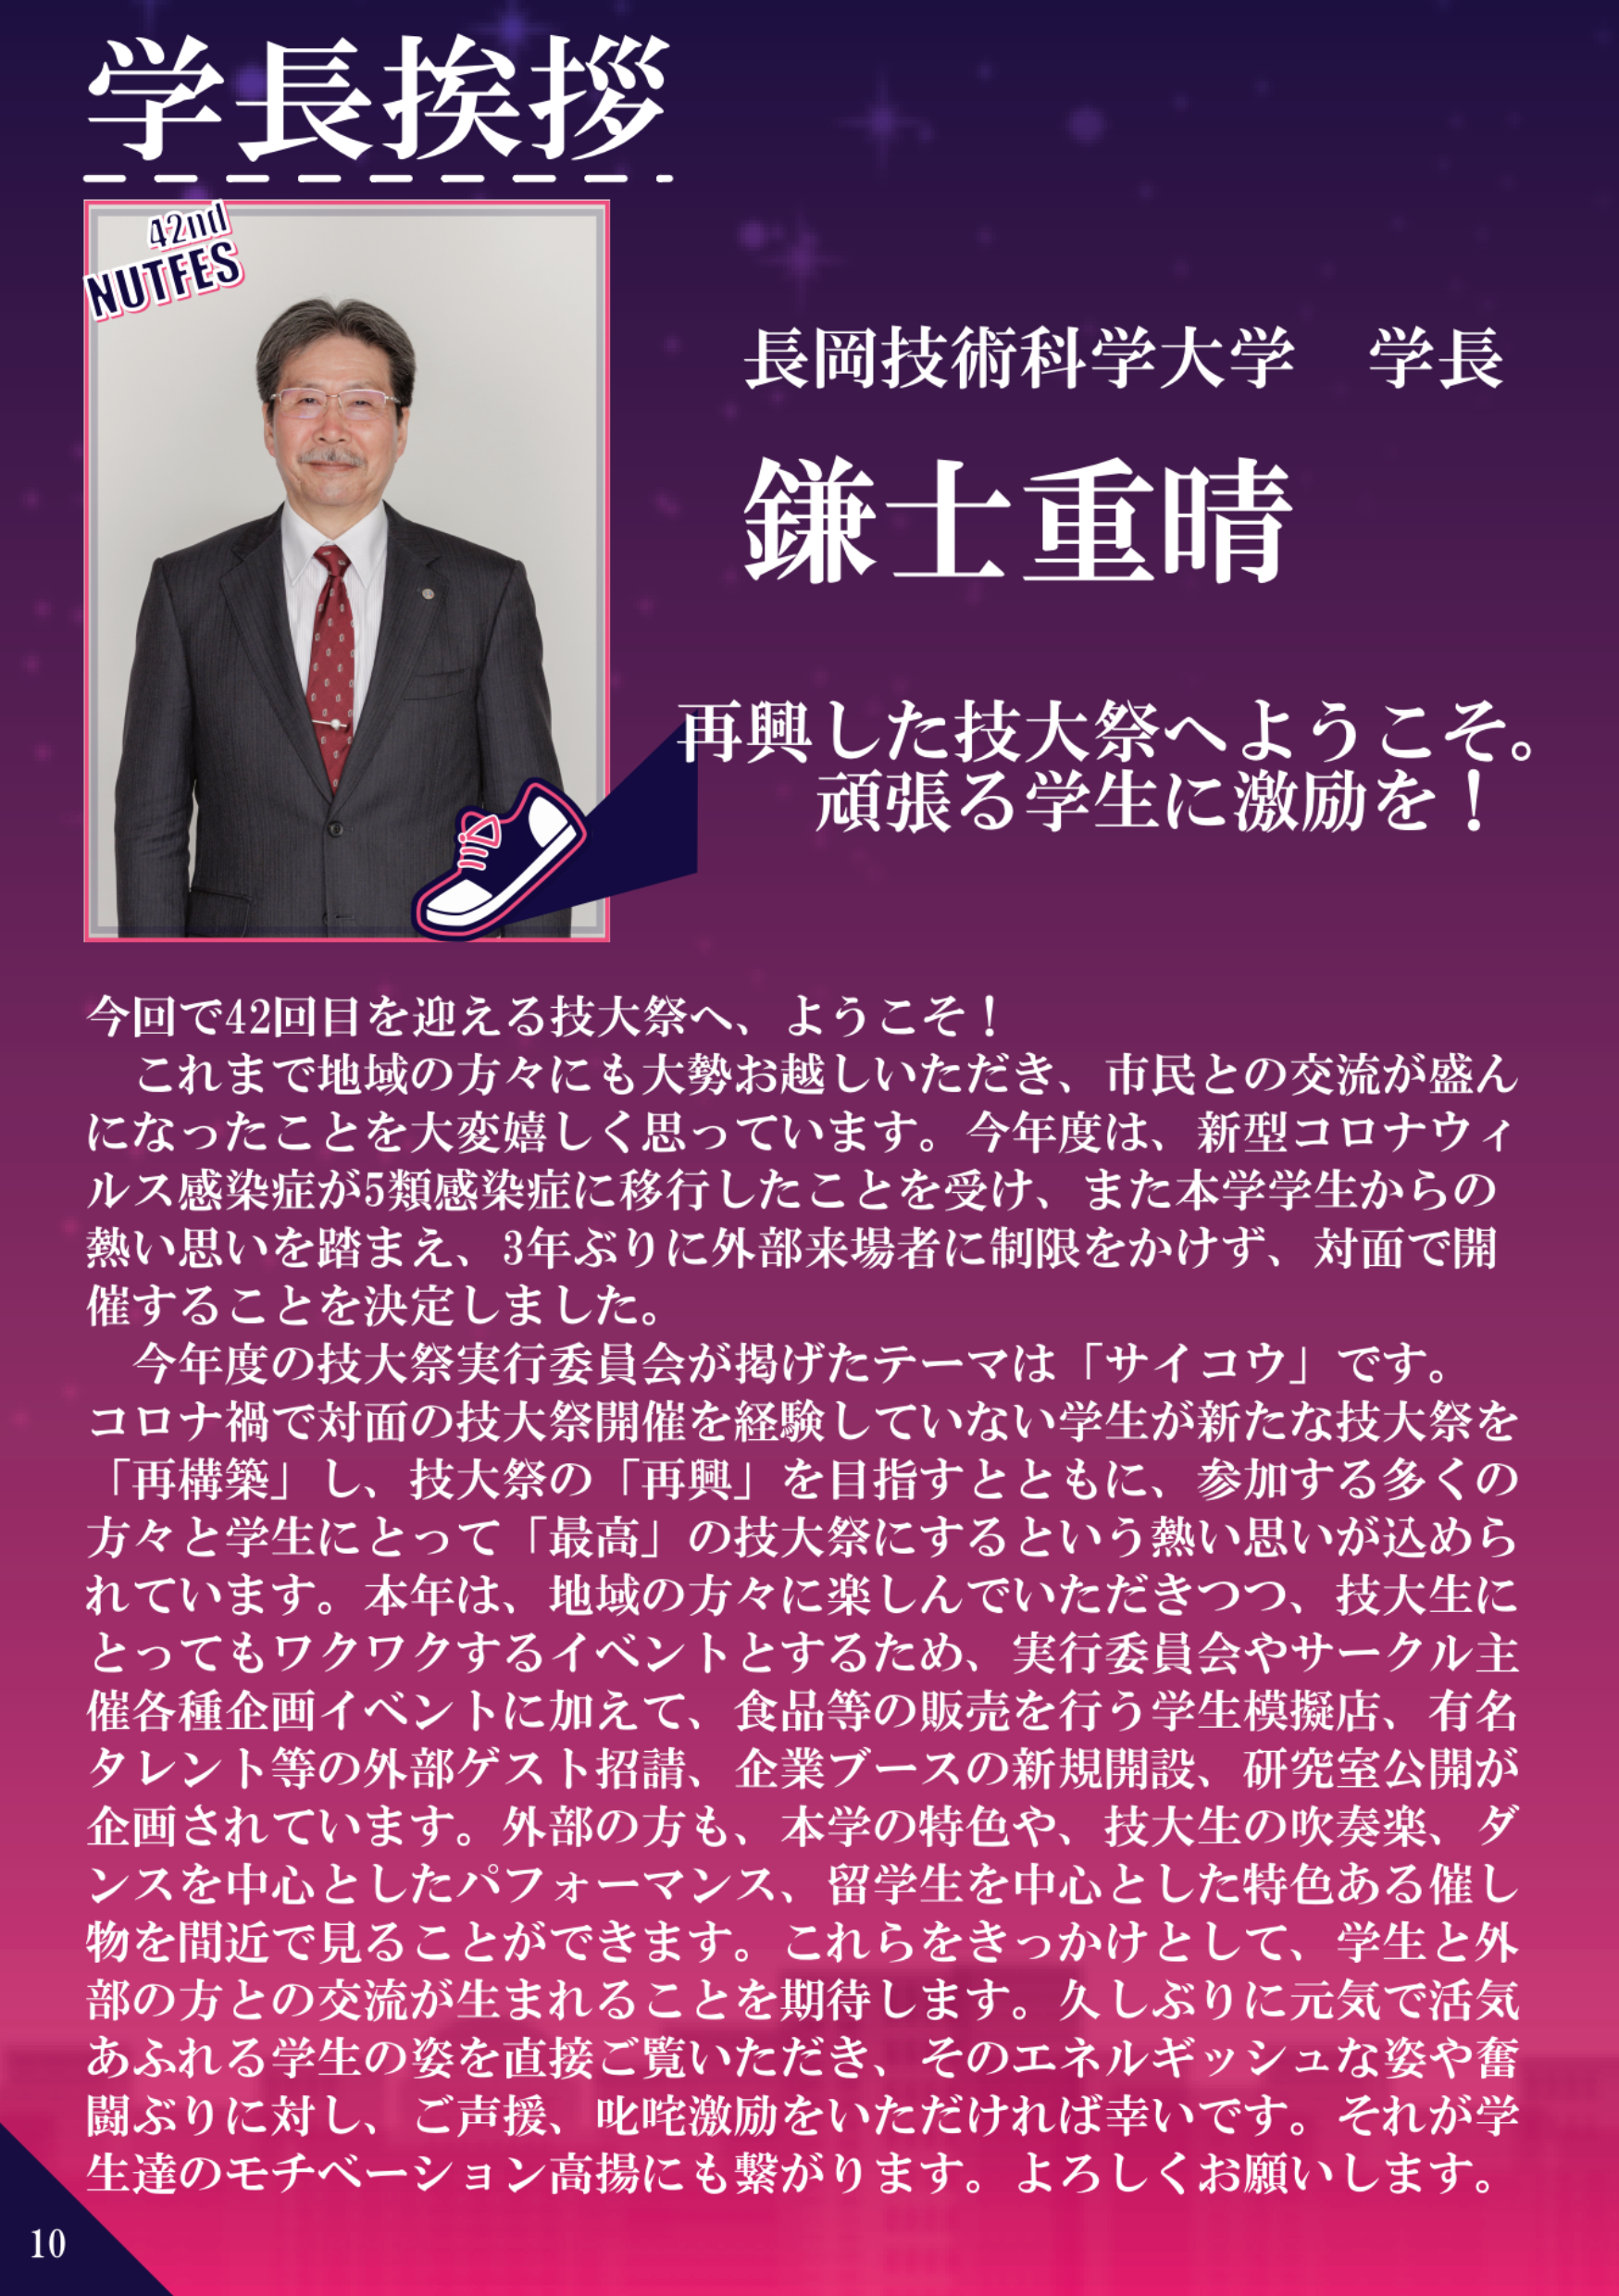 学長挨拶
42nd
NUTFES
長岡技術科学大学　学長
鎌士重晴
再興した技大祭へようこそ。
頑張る学生に激励を！
今回で42回目を迎える技大祭へ、ようこそ！
　これまで地域の方々にも大勢お越しいただき、市民との交流が盛ん
になったことを大変嬉しく思っています。今年度は、新型コロナウィ
ルス感染症が5類感染症に移行したことを受け、また本学学生からの
熱い思いを踏まえ、3年ぶりに外部来場者に制限をかけず、対面で開
催することを決定しました。
　今年度の技大祭実行委員会が掲げたテーマは「サイコウ」です。
コロナ禍で対面の技大祭開催を経験していない学生が新たな技大祭を
「再構築」し、技大祭の「再興」を目指すとともに、参加する多くの
方々と学生にとって「最高」の技大祭にするという熱い思いが込めら
れています。本年は、地域の方々に楽しんでいただきつつ、技大生に
とってもワクワクするイベントとするため、実行委員会やサークル主
催各種企画イベントに加えて、食品等の販売を行う学生模擬店、有名
タレント等の外部ゲスト招請、企業ブースの新規開設、研究室公開が
企画されています。外部の方も、本学の特色や、技大生の吹奏楽、ダ
ンスを中心としたパフォーマンス、留学生を中心とした特色ある催し
物を間近で見ることができます。これらをきっかけとして、学生と外
部の方との交流が生まれることを期待します。久しぶりに元気で活気
あふれる学生の姿を直接ご覧いただき、そのエネルギッシュな姿や奮
闘ぶりに対し、ご声援、叱咤激励をいただければ幸いです。それが学
生達のモチベーション高揚にも繋がります。よろしくお願いします。
10